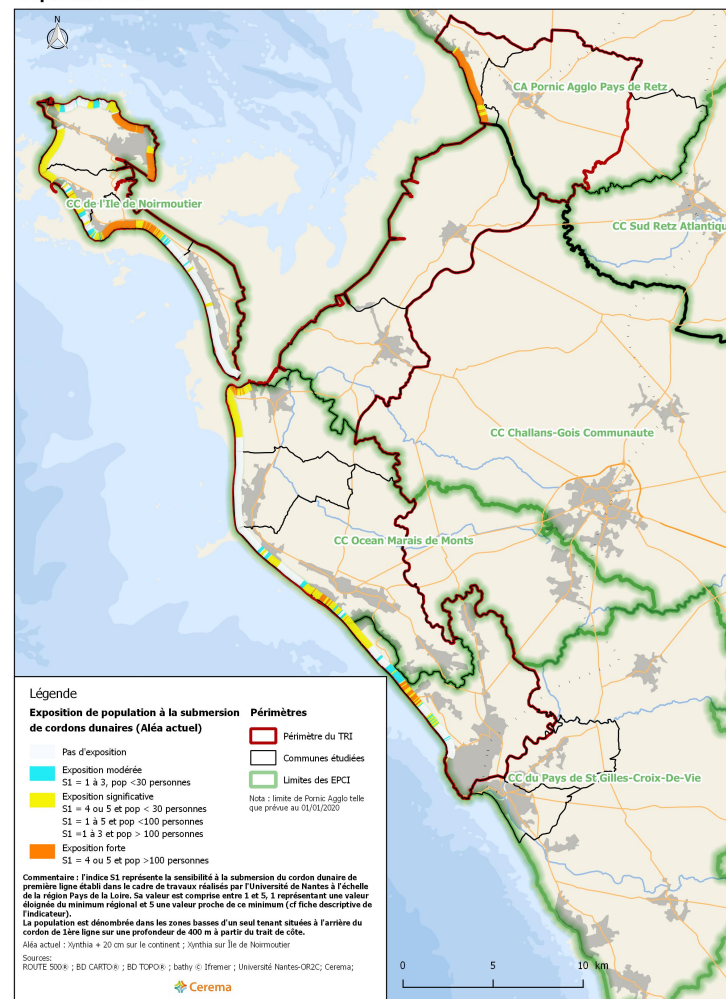 N
CA Pornic Agglo Pays de Retz
CC de l'Ile de Noirmoutier
CC Sud Retz Atlantiqu
CC Challans-Gois Communaute
CC Ocean Marais de Monts
CC du Pays de St Gilles-Croix-De-Vie
Légende
Exposition de population à la submersion
de cordons dunaires (Aléa actuel)
Pas d'exposition
Exposition modérée
S1 = 1 à 3, pop <30 personnes
Exposition significative
S1 = 4 ou 5 et pop < 30 personnes
S1 = 1 à 5 et pop <100 personnes
S1 =1 à 3 et pop > 100 personnes
Exposition forte
S1 = 4 ou 5 et pop >100 personnes
Périmètres
Périmètre du TRI
Communes étudiées
Limites des EPCI
Nota : limite de Pornic Agglo telle
que prévue au 01/01/2020
Commentaire : l'indice S1 représente la sensibilité à la submersion du cordon dunaire de
première ligne établi dans le cadre de travaux réalisés par l'Université de Nantes à l'échelle
de la région Pays de la Loire. Sa valeur est comprise entre 1 et 5, 1 représentant une valeur
éloignée du minimum régional et 5 une valeur proche de ce minimum (cf fiche descriptive de
l'indicateur).
La population est dénombrée dans les zones basses d'un seul tenant situées à l'arrière du
cordon de 1ère ligne sur une profondeur de 400 m à partir du trait de côte.
Aléa actuel : Xynthia + 20 cm sur le continent ; Xynthia sur Île de Noirmoutier
Sources:
ROUTE 500® ; BD CARTO® ; BD TOPO® ; bathy © Ifremer ; Université Nantes-OR2C; Cerema;
Cerema
0 5 10 km